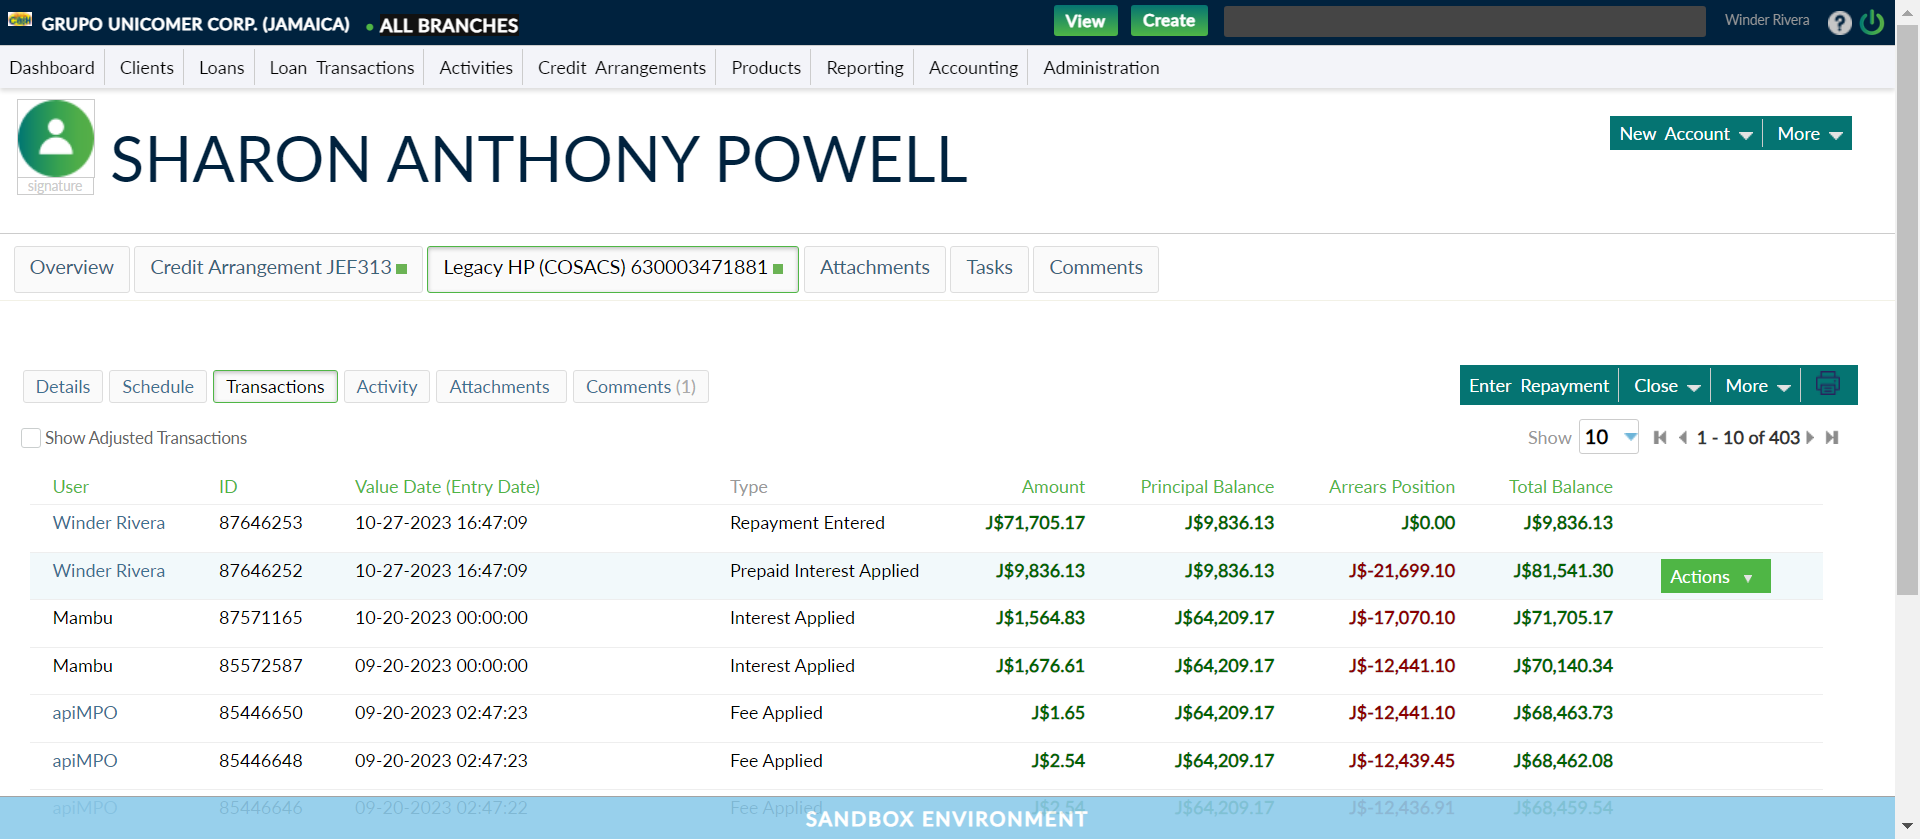 Cash GRUPO UNICOMER CORP. (JAMAICA) • ALL BRANCHES View Create Winder Rivera ?
Dashboard Clients Loans Loan Transactions Activities Credit Arrangements Products Reporting Accounting Administration
SHARON ANTHONY POWELL
New Account More
signature
Overview Credit Arrangement JEF313 Legacy HP (COSACS) 630003471881 Attachments Tasks Comments
Details Schedule Transactions Activity Attachments Comments (1) Enter Repayment Close More
Show Adjusted Transactions Show 10 1 - 10 of 403
User ID Value Date (Entry Date) Type Amount Principal Balance Arrears Position Total Balance
Winder Rivera 87646253 10-27-2023 16:47:09 Repayment Entered J$71,705.17 J$9,836.13 J$0.00 J$9,836.13
Winder Rivera 87646252 10-27-2023 16:47:09 Prepaid Interest Applied J$9,836.13 J$9,836.13 J$-21,699.10 J$81,541.30 Actions
Mambu 87571165 10-20-2023 00:00:00 Interest Applied J$1,564.83 J$64,209.17 J$-17,070.10 J$71,705.17
Mambu 85572587 09-20-2023 00:00:00 Interest Applied J$1,676.61 J$64,209.17 J$-12,441.10 J$70,140.34
apiMPO 85446650 09-20-2023 02:47:23 Fee Applied J$1.65 J$64,209.17 J$-12,441.10 J$68,463.73
apiMPO 85446648 09-20-2023 02:47:23 Fee Applied J$2.54 J$64,209.17 J$-12,439.45 J$68,462.08
apiMPO 85446646 09-20-2023 02:47:22 Fee Applied J$2.54 J$64,209.17 J$-12,436.91 J$68,459.54
SANDBOX ENVIRONMENT